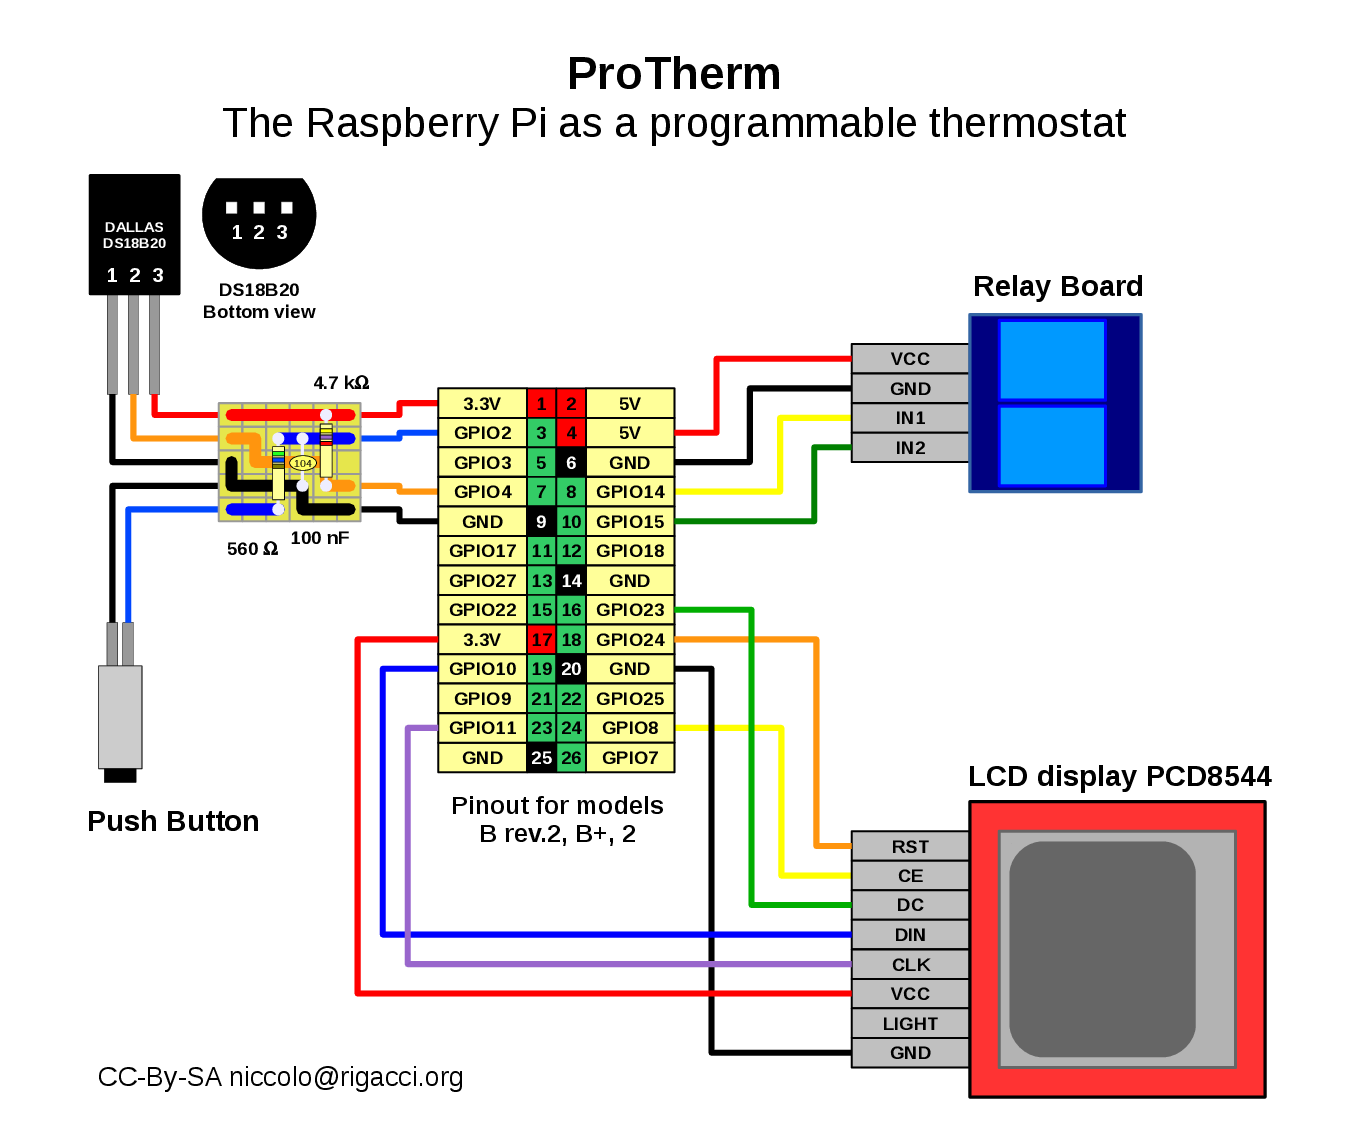 ProTherm
The Raspberry Pi as a programmable thermostat
DALLAS
DS18B20
1 2 3
1 2 3
DS18B20
Bottom view
4.7 kΩ
104
560 Ω
100 nF
Push Button
3.3V 1 2 5V
GPIO2 3 4 5V
GPIO3 5 6 GND
GPIO4 7 8 GPIO14
GND 9 10 GPIO15
GPIO17 11 12 GPIO18
GPIO27 13 14 GND
GPIO22 15 16 GPIO23
3.3V 17 18 GPIO24
GPIO10 19 20 GND
GPIO9 21 22 GPIO25
GPIO11 23 24 GPIO8
GND 25 26 GPIO7
Pinout for models
B rev.2, B+, 2
Relay Board
VCC
GND
IN1
IN2
LCD display PCD8544
RST
CE
DC
DIN
CLK
VCC
LIGHT
GND
CC-By-SA niccolo@rigacci.org